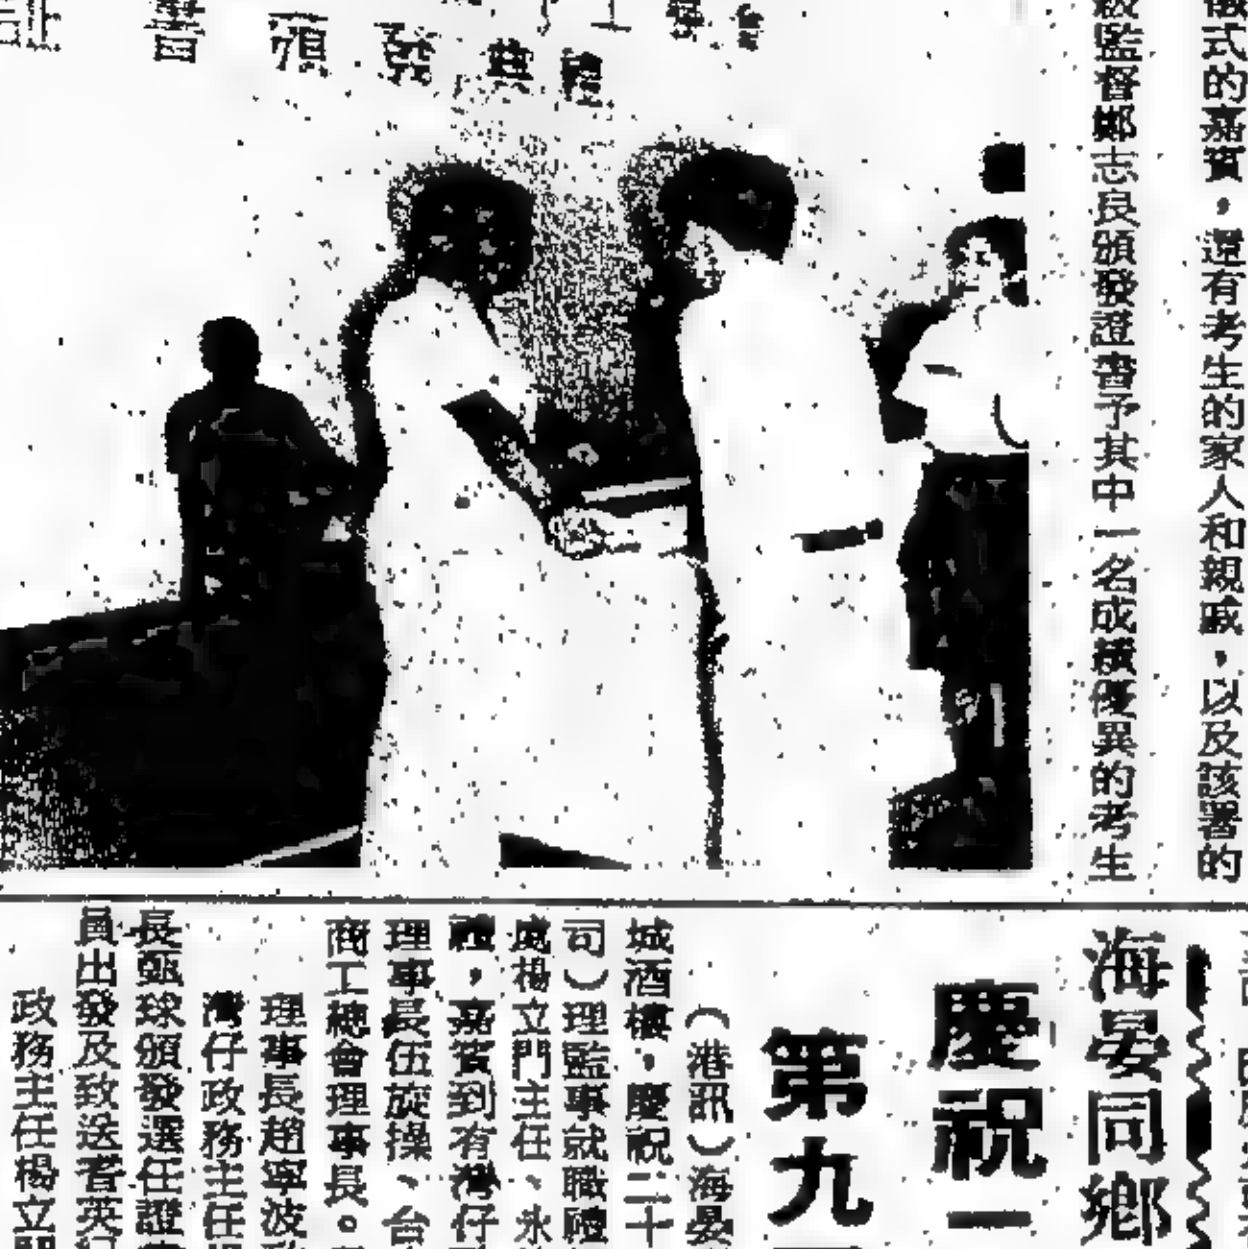 書頒發典禮
儀式的嘉賓，還有考生的家人和親戚，以及該署的
級監督鄭志良頒發證書予其中一名成績優異的考生
海晏同鄉
慶祝二
第九
（港訊）海晏
城酒樓，慶祝二十
司）理監事就職禮
楊立門主任、永
禮，嘉賓到有灣仔
理事長伍旋操、台
商工總會理事長。
理事長趙寧波
灣仔政務主任楊
長甄球頒發選任證
員出發及致送者英
政務主任楊立門